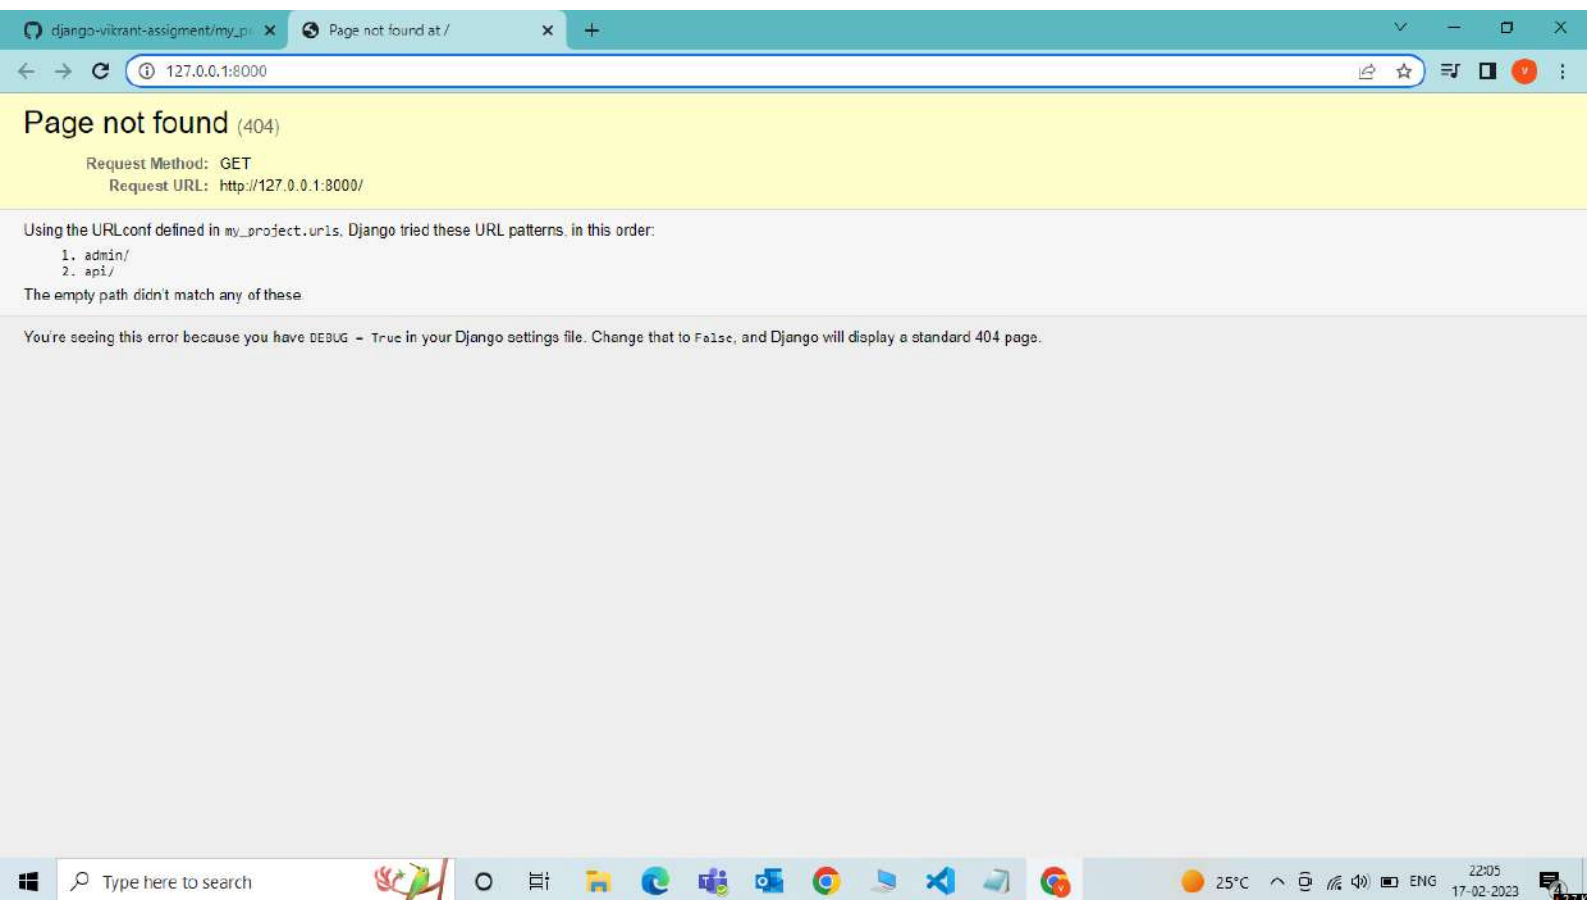 django-vikrant-assigment/my_pr
Page not found at /
127.0.0.1:8000
V
Page not found (404)
Request Method: GET
Request URL: http://127.0.0.1:8000/
Using the URLconf defined in my_project.urls, Django tried these URL patterns, in this order:
1. admin/
2. api/
The empty path didn't match any of these.
You're seeing this error because you have DEBUG = True in your Django settings file. Change that to False, and Django will display a standard 404 page.
Type here to search
25°C
ENG
22:05
17-02-2023
4